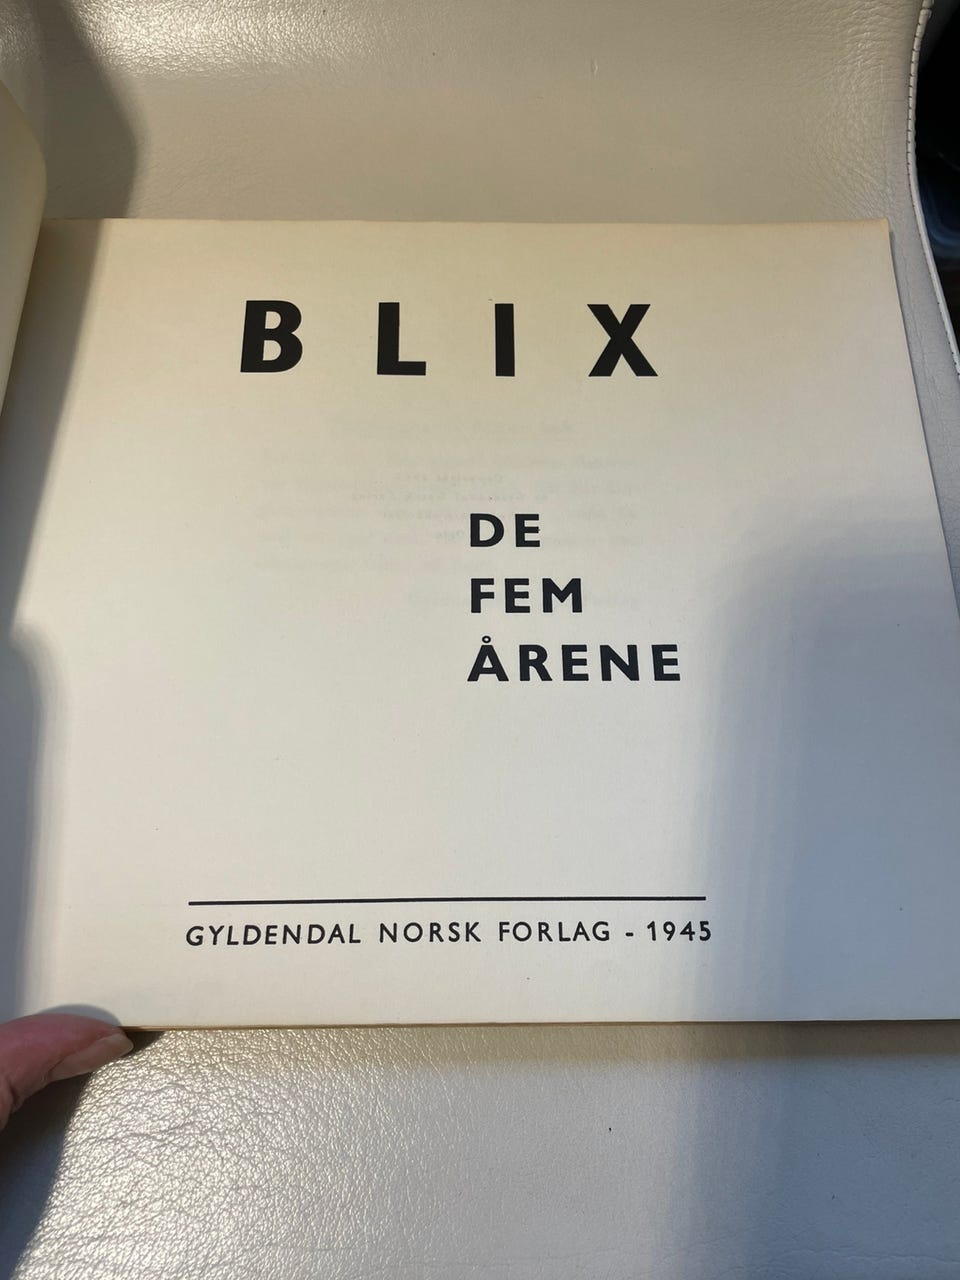 BLIX
DE
FEM
ÅRENE
GYLDENDAL NORSK FORLAG - 1945